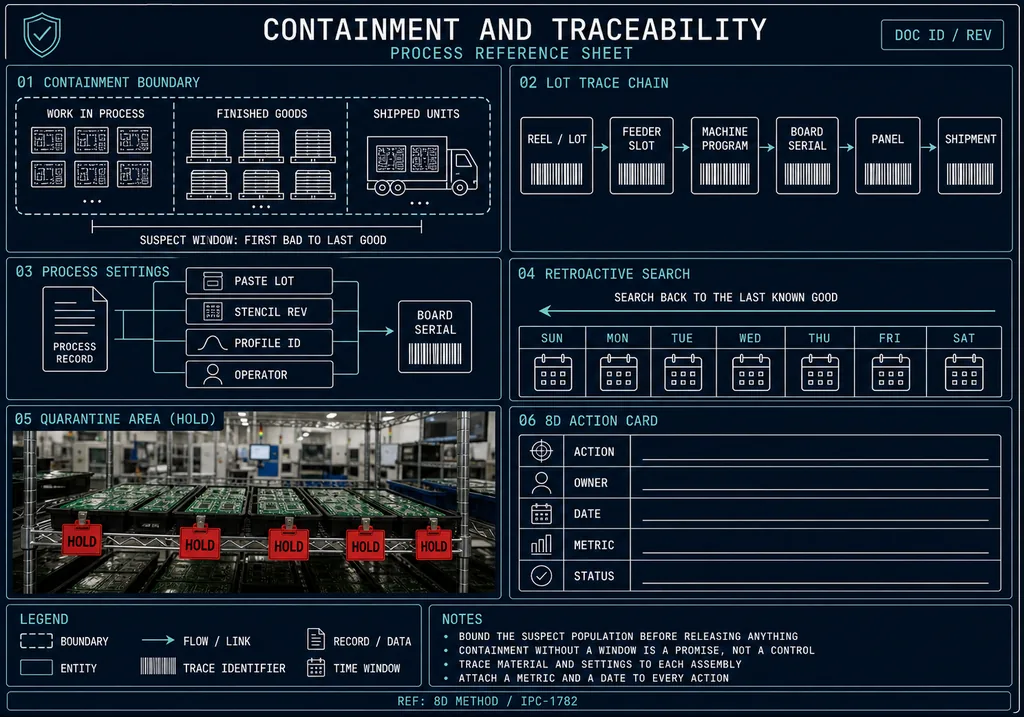 CONTAINMENT AND TRACEABILITY
PROCESS REFERENCE SHEET
DOC ID / REV
01 CONTAINMENT BOUNDARY
WORK IN PROCESS
FINISHED GOODS
SHIPPED UNITS
...
...
...
SUSPECT WINDOW: FIRST BAD TO LAST GOOD
02 LOT TRACE CHAIN
REEL / LOT
FEEDER
SLOT
MACHINE
PROGRAM
BOARD
SERIAL
PANEL
SHIPMENT
03 PROCESS SETTINGS
PROCESS
RECORD
PASTE LOT
STENCIL REV
PROFILE ID
OPERATOR
BOARD
SERIAL
04 RETROACTIVE SEARCH
SEARCH BACK TO THE LAST KNOWN GOOD
SUN
MON
TUE
WED
THU
FRI
SAT
05 QUARANTINE AREA (HOLD)
HOLD
HOLD
HOLD
HOLD
HOLD
06 8D ACTION CARD
ACTION
OWNER
DATE
METRIC
STATUS
LEGEND
BOUNDARY
FLOW / LINK
RECORD / DATA
ENTITY
TRACE IDENTIFIER
TIME WINDOW
NOTES
• BOUND THE SUSPECT POPULATION BEFORE RELEASING ANYTHING
• CONTAINMENT WITHOUT A WINDOW IS A PROMISE, NOT A CONTROL
• TRACE MATERIAL AND SETTINGS TO EACH ASSEMBLY
• ATTACH A METRIC AND A DATE TO EVERY ACTION
REF: 8D METHOD / IPC-1782